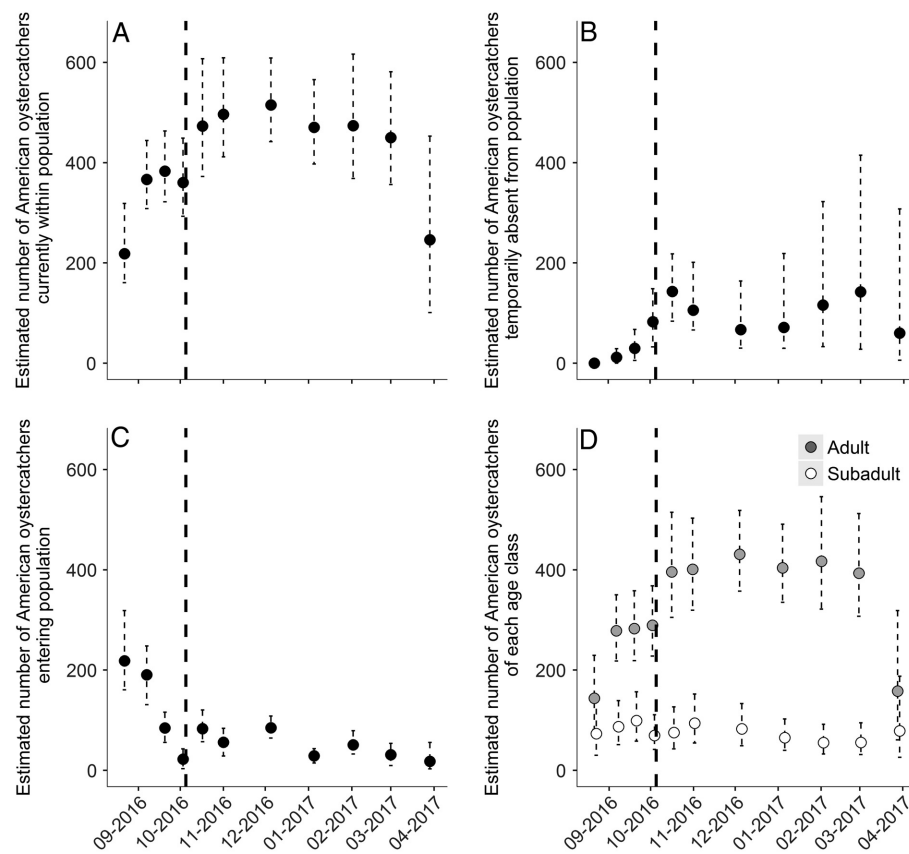 A
Estimated number of American oystercatchers
currently within population
600
400
200
0
B
Estimated number of American oystercatchers
temporarily absent from population
600
400
200
0
C
Estimated number of American oystercatchers
entering population
600
400
200
0
09-2016
10-2016
11-2016
12-2016
01-2017
02-2017
03-2017
04-2017
D
Estimated number of American oystercatchers
of each age class
600
400
200
0
Adult
Subadult
09-2016
10-2016
11-2016
12-2016
01-2017
02-2017
03-2017
04-2017